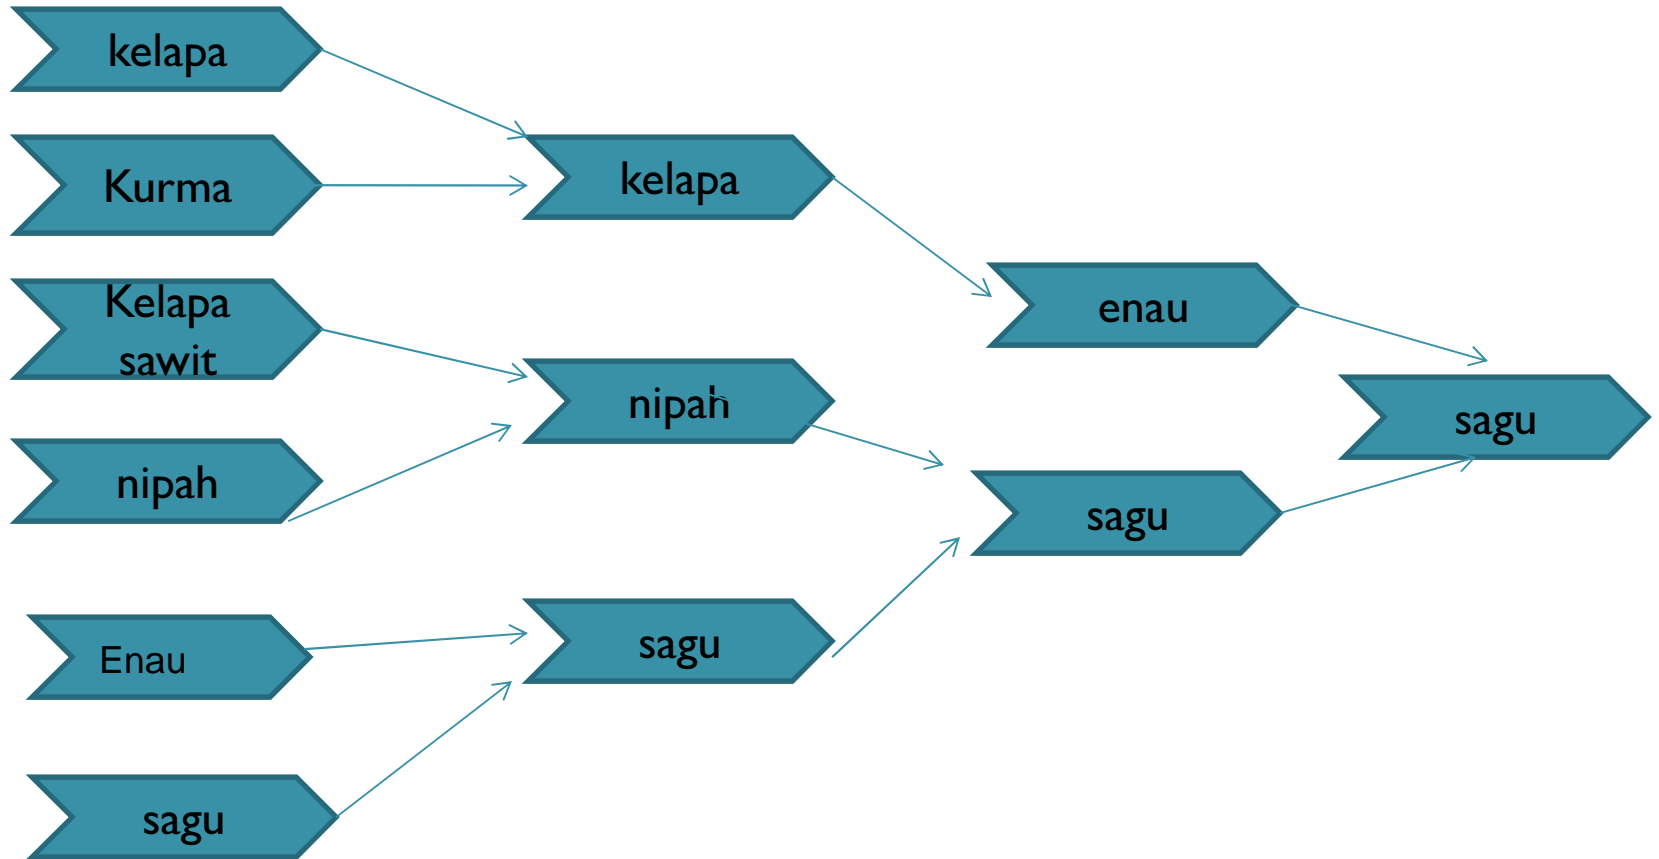 kelapa
Kurma
Kelapa
sawit
nipah
Enau
sagu
kelapa
nipah
sagu
enau
sagu
sagu